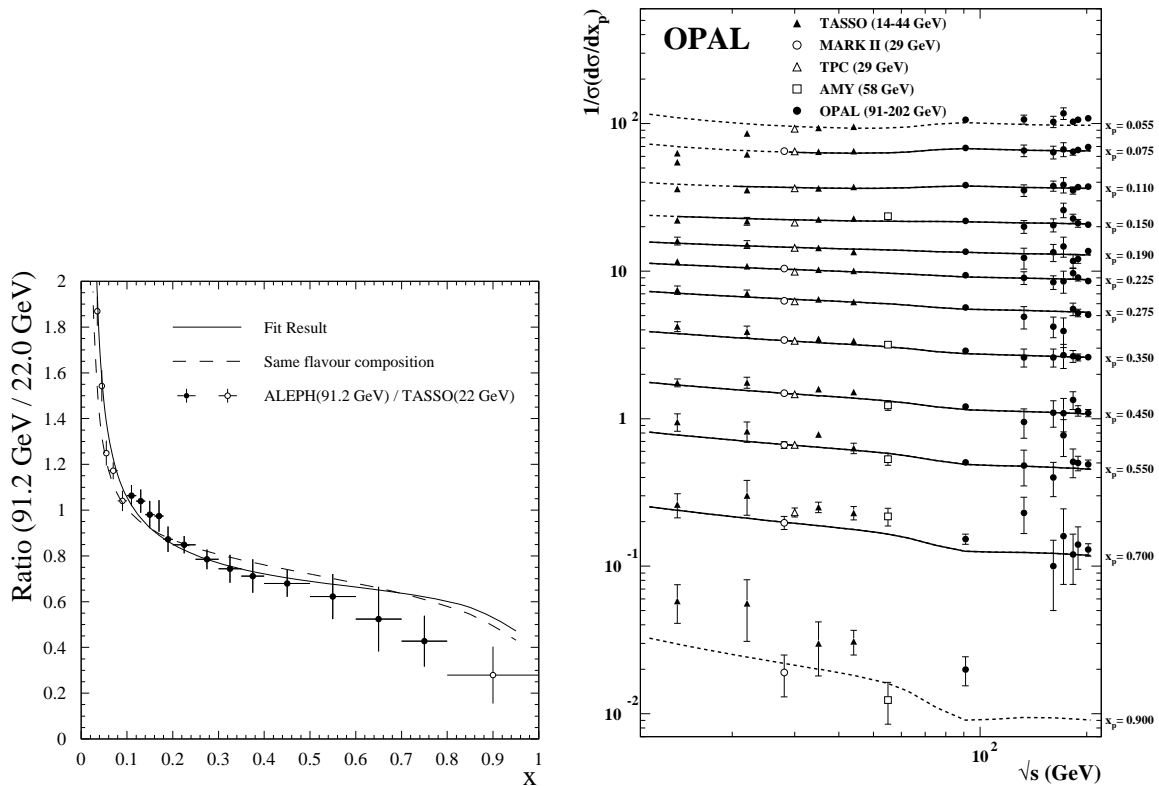 Ratio (91.2 GeV / 22.0 GeV)
2
1.8
1.6
1.4
1.2
1
0.8
0.6
0.4
0.2
0
Fit Result
Same flavour composition
ALEPH(91.2 GeV) / TASSO(22 GeV)
0 0.1 0.2 0.3 0.4 0.5 0.6 0.7 0.8 0.9 1
X
1/σ(dσ/dx_p)
OPAL
TASSO (14-44 GeV)
MARK II (29 GeV)
TPC (29 GeV)
AMY (58 GeV)
OPAL (91-202 GeV)
10^2
10
1
10^-1
10^-2
x_p= 0.055
x_p= 0.075
x_p= 0.110
x_p= 0.150
x_p= 0.190
x_p= 0.225
x_p= 0.275
x_p= 0.350
x_p= 0.450
x_p= 0.550
x_p= 0.700
x_p= 0.900
10^2
√s (GeV)